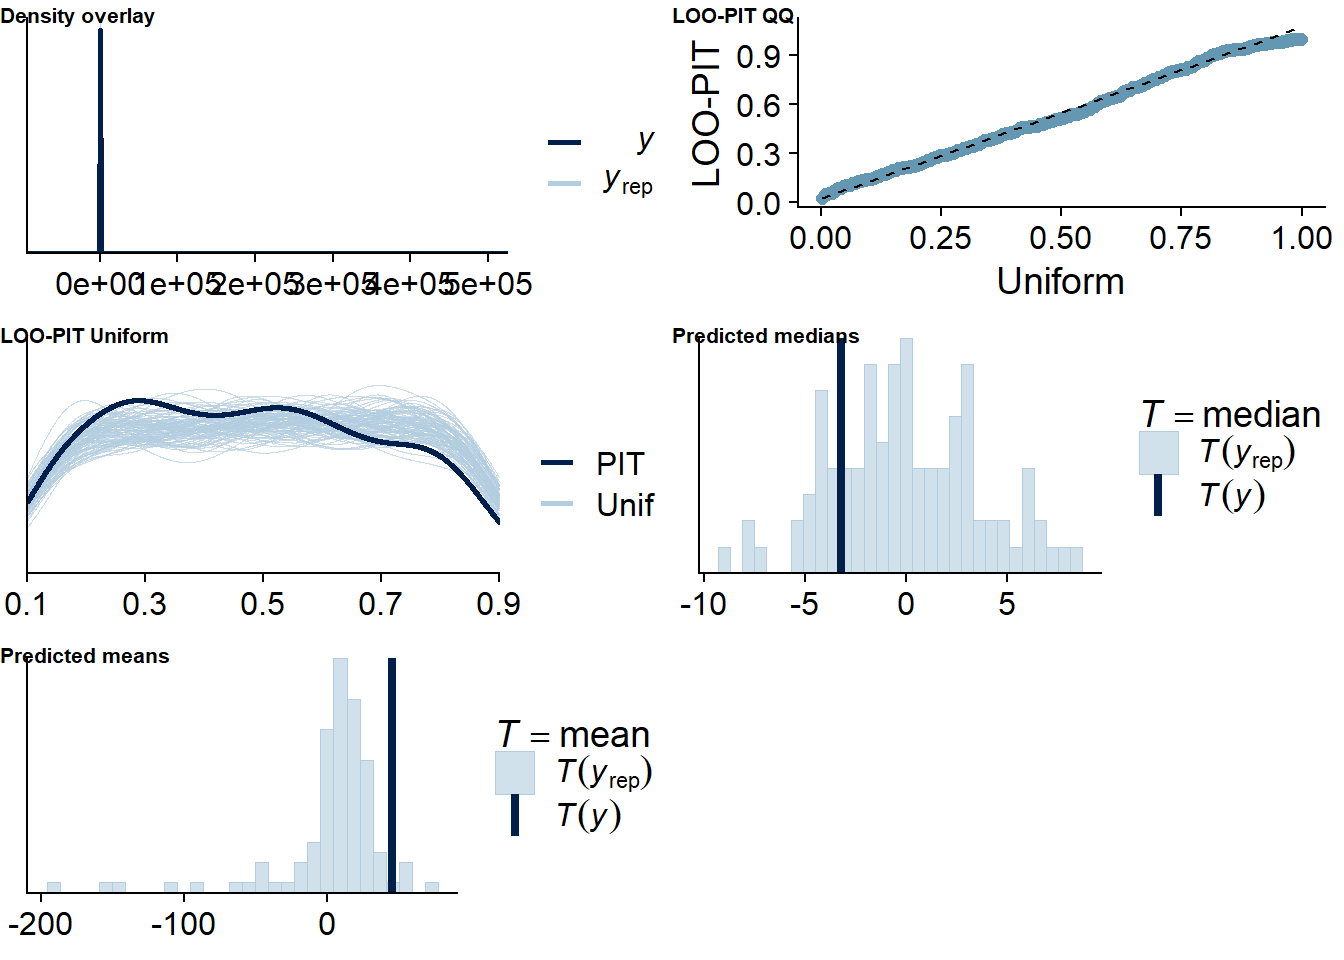 Density overlay
y
yrep
0e+00 1e+05 2e+05 3e+05 4e+05 5e+05
LOO-PIT QQ
LOO-PIT
0.9
0.6
0.3
0.0
0.00 0.25 0.50 0.75 1.00
Uniform
LOO-PIT Uniform
PIT
Unif
0.1 0.3 0.5 0.7 0.9
Predicted medians
T = median
T(yrep)
T(y)
-10 -5 0 5
Predicted means
T = mean
T(yrep)
T(y)
-200 -100 0